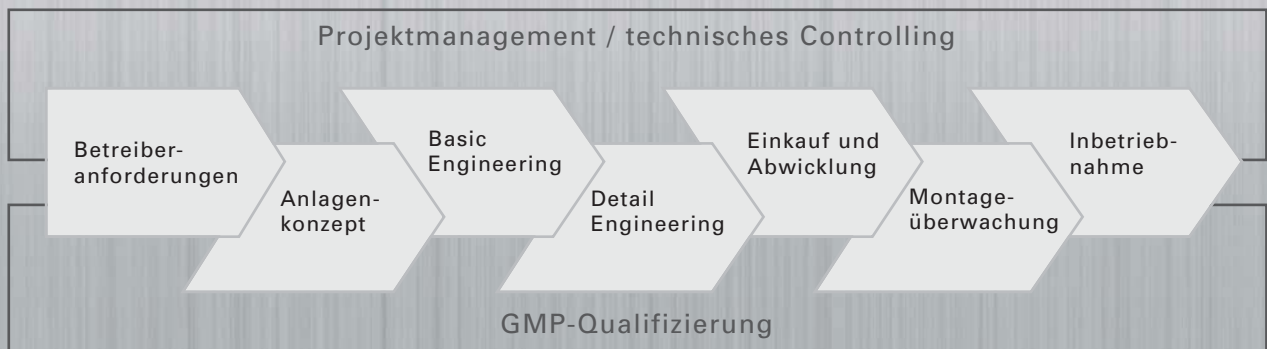 Projektmanagement / technisches Controlling
Betreiber-
anforderungen
Anlagen-
konzept
Basic
Engineering
Detail
Engineering
Einkauf und
Abwicklung
Montage-
überwachung
Inbetrieb-
nahme
GMP-Qualifizierung